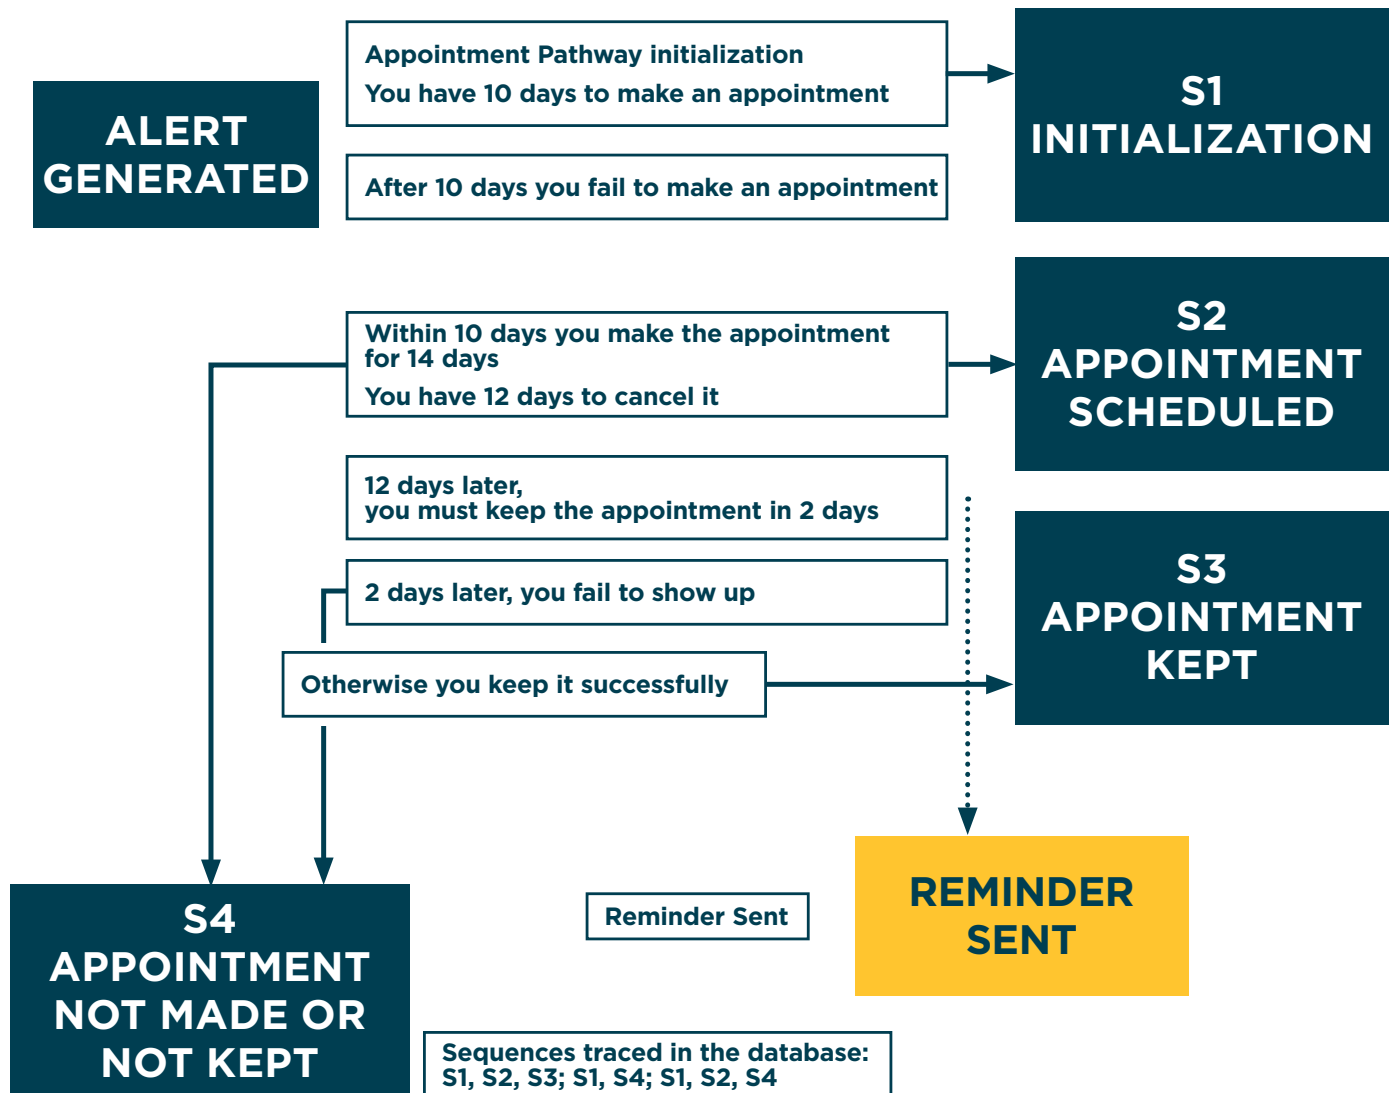 ALERT
GENERATED
Appointment Pathway initialization
You have 10 days to make an appointment
S1
INITIALIZATION
After 10 days you fail to make an appointment
Within 10 days you make the appointment
for 14 days
You have 12 days to cancel it
S2
APPOINTMENT
SCHEDULED
12 days later,
you must keep the appointment in 2 days
2 days later, you fail to show up
S3
APPOINTMENT
KEPT
Otherwise you keep it successfully
REMINDER
SENT
Reminder Sent
S4
APPOINTMENT
NOT MADE OR
NOT KEPT
Sequences traced in the database:
S1, S2, S3; S1, S4; S1, S2, S4